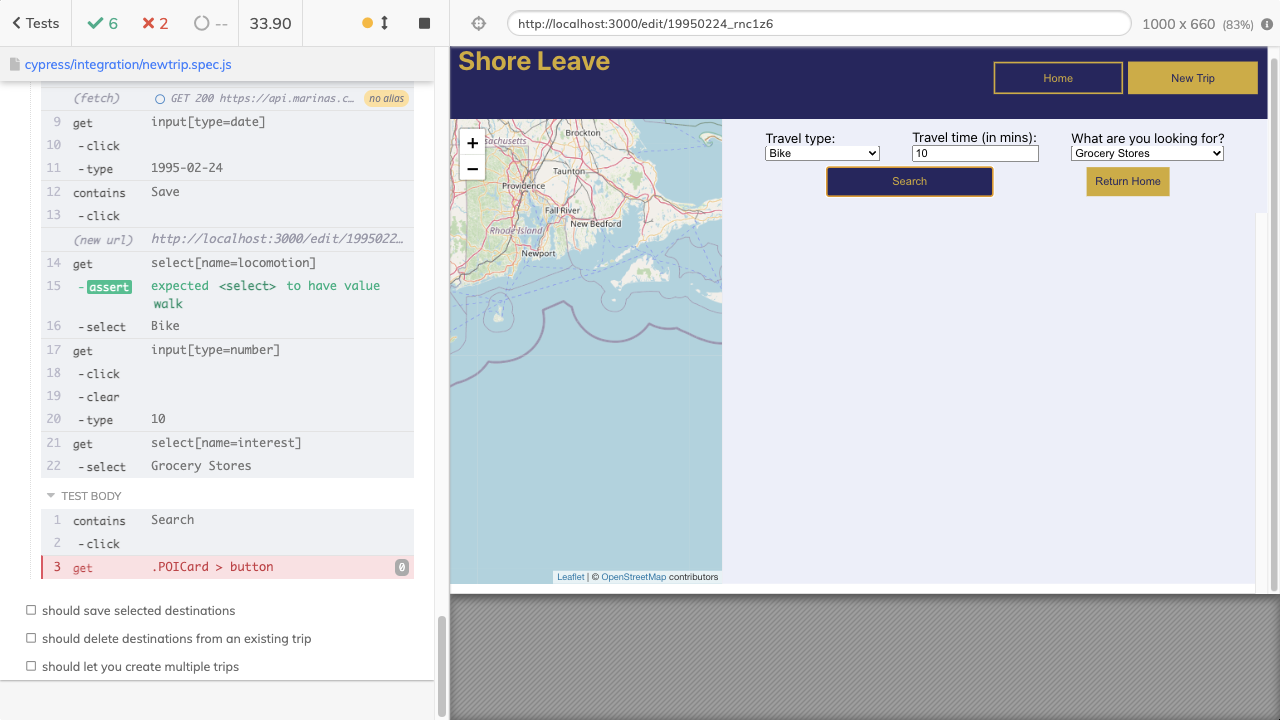 Tests
6
2
--
33.90
http://localhost:3000/edit/19950224_rnc1z6
1000 x 660 (83%)
cypress/integration/newtrip.spec.js
(fetch) GET 200 https://api.marinas.c… no alias
9 get input[type=date]
10 -click
11 -type 1995-02-24
12 contains Save
13 -click
(new url) http://localhost:3000/edit/1995022…
14 get select[name=locomotion]
15 -assert expected <select> to have value
walk
16 -select Bike
17 get input[type=number]
18 -click
19 -clear
20 -type 10
21 get select[name=interest]
22 -select Grocery Stores
TEST BODY
1 contains Search
2 -click
3 get .POICard > button 0
should save selected destinations
should delete destinations from an existing trip
should let you create multiple trips
Shore Leave
Home
New Trip
+
−
Brockton
achusetts
Taunton
Providence
Fall River
New Bedford
Rhode Island
Newport
Leaflet | © OpenStreetMap contributors
Travel type:
Bike
Travel time (in mins):
10
What are you looking for?
Grocery Stores
Search
Return Home